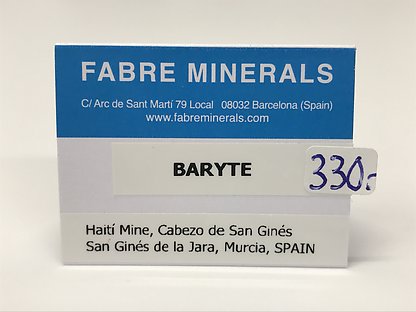 FABRE MINERALS
C/ Arc de Sant Martí 79 Local 08032 Barcelona (Spain)
www.fabreminerals.com
BARYTE
330
Haití Mine, Cabezo de San Ginés
San Ginés de la Jara, Murcia, SPAIN